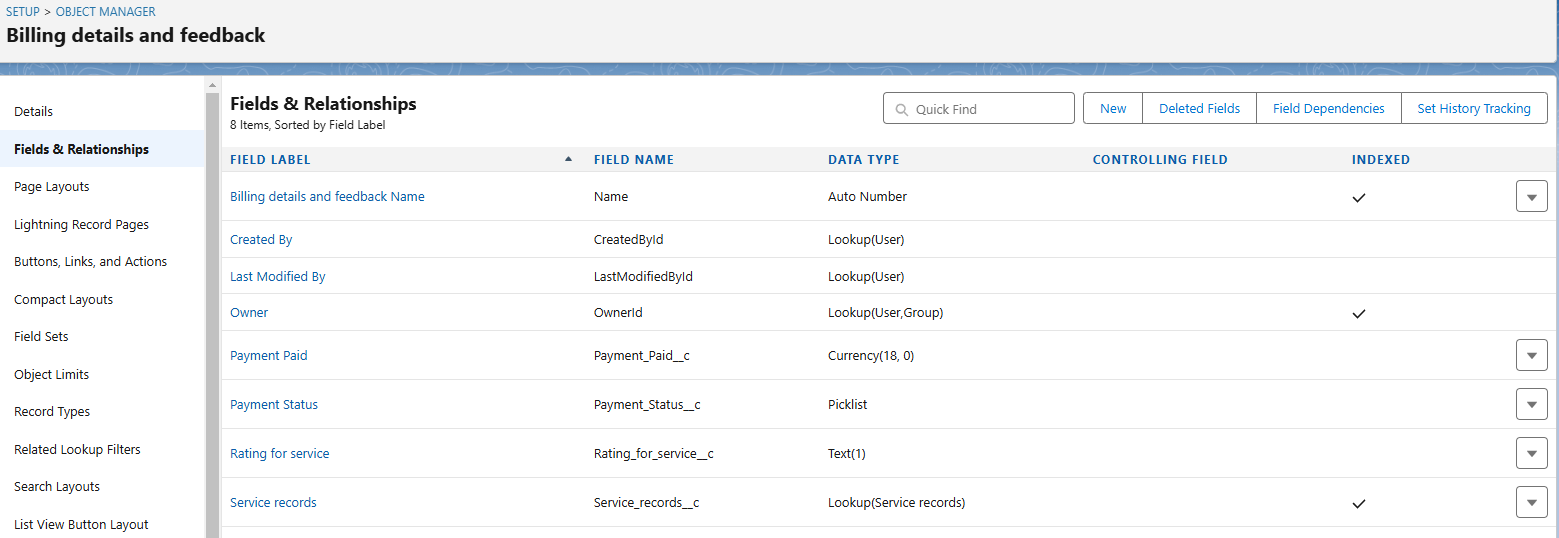 SETUP > OBJECT MANAGER
Billing details and feedback
Details
Fields & Relationships
Page Layouts
Lightning Record Pages
Buttons, Links, and Actions
Compact Layouts
Field Sets
Object Limits
Record Types
Related Lookup Filters
Search Layouts
List View Button Layout
Fields & Relationships
8 Items, Sorted by Field Label
Quick Find
New Deleted Fields Field Dependencies Set History Tracking
FIELD LABEL FIELD NAME DATA TYPE CONTROLLING FIELD INDEXED
Billing details and feedback Name Name Auto Number
Created By CreatedById Lookup(User)
Last Modified By LastModifiedById Lookup(User)
Owner OwnerId Lookup(User,Group)
Payment Paid Payment_Paid__c Currency(18, 0)
Payment Status Payment_Status__c Picklist
Rating for service Rating_for_service__c Text(1)
Service records Service_records__c Lookup(Service records)